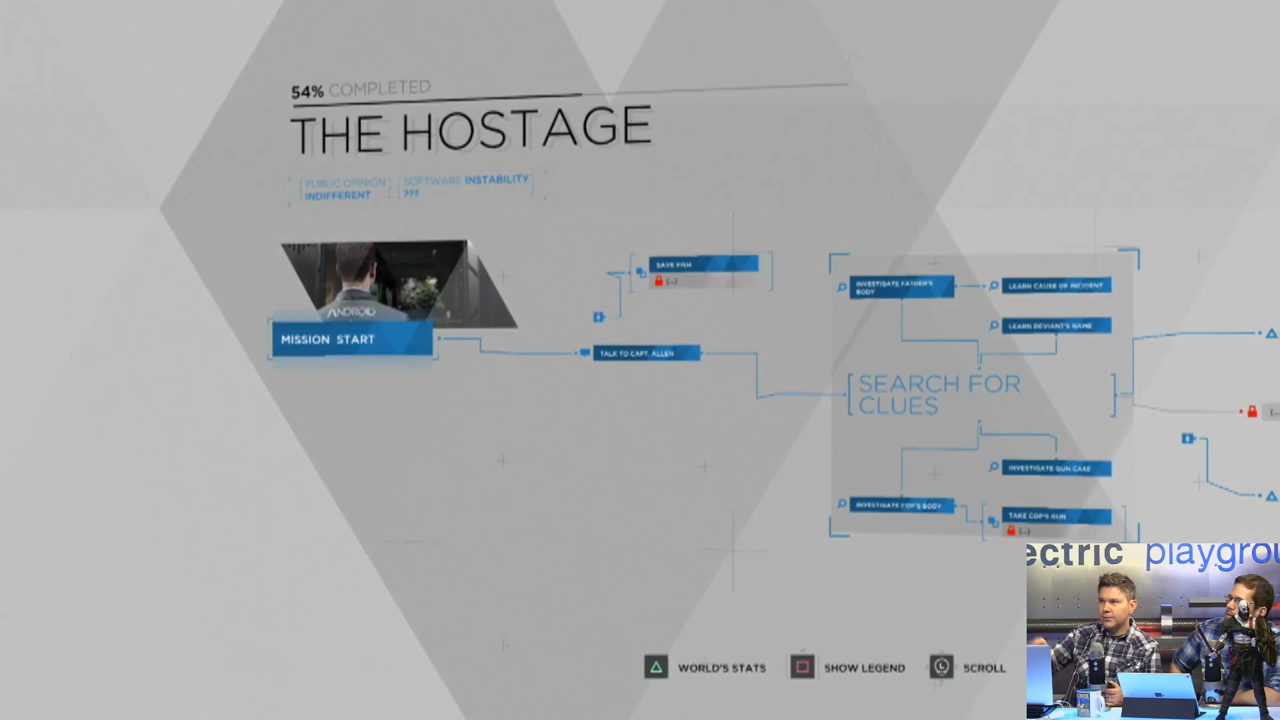 54% COMPLETED
THE HOSTAGE
PUBLIC OPINION
INDIFFERENT
SOFTWARE INSTABILITY
???
ANDROID
MISSION START
SAVE FISH
[...]
TALK TO CAPT. ALLEN
INVESTIGATE FATHER'S
BODY
LEARN CAUSE OF INCIDENT
LEARN DEVIANT'S NAME
SEARCH FOR
CLUES
INVESTIGATE GUN CASE
INVESTIGATE COP'S BODY
TAKE COP'S GUN
[...]
WORLD'S STATS
SHOW LEGEND
SCROLL
ectric playgrou